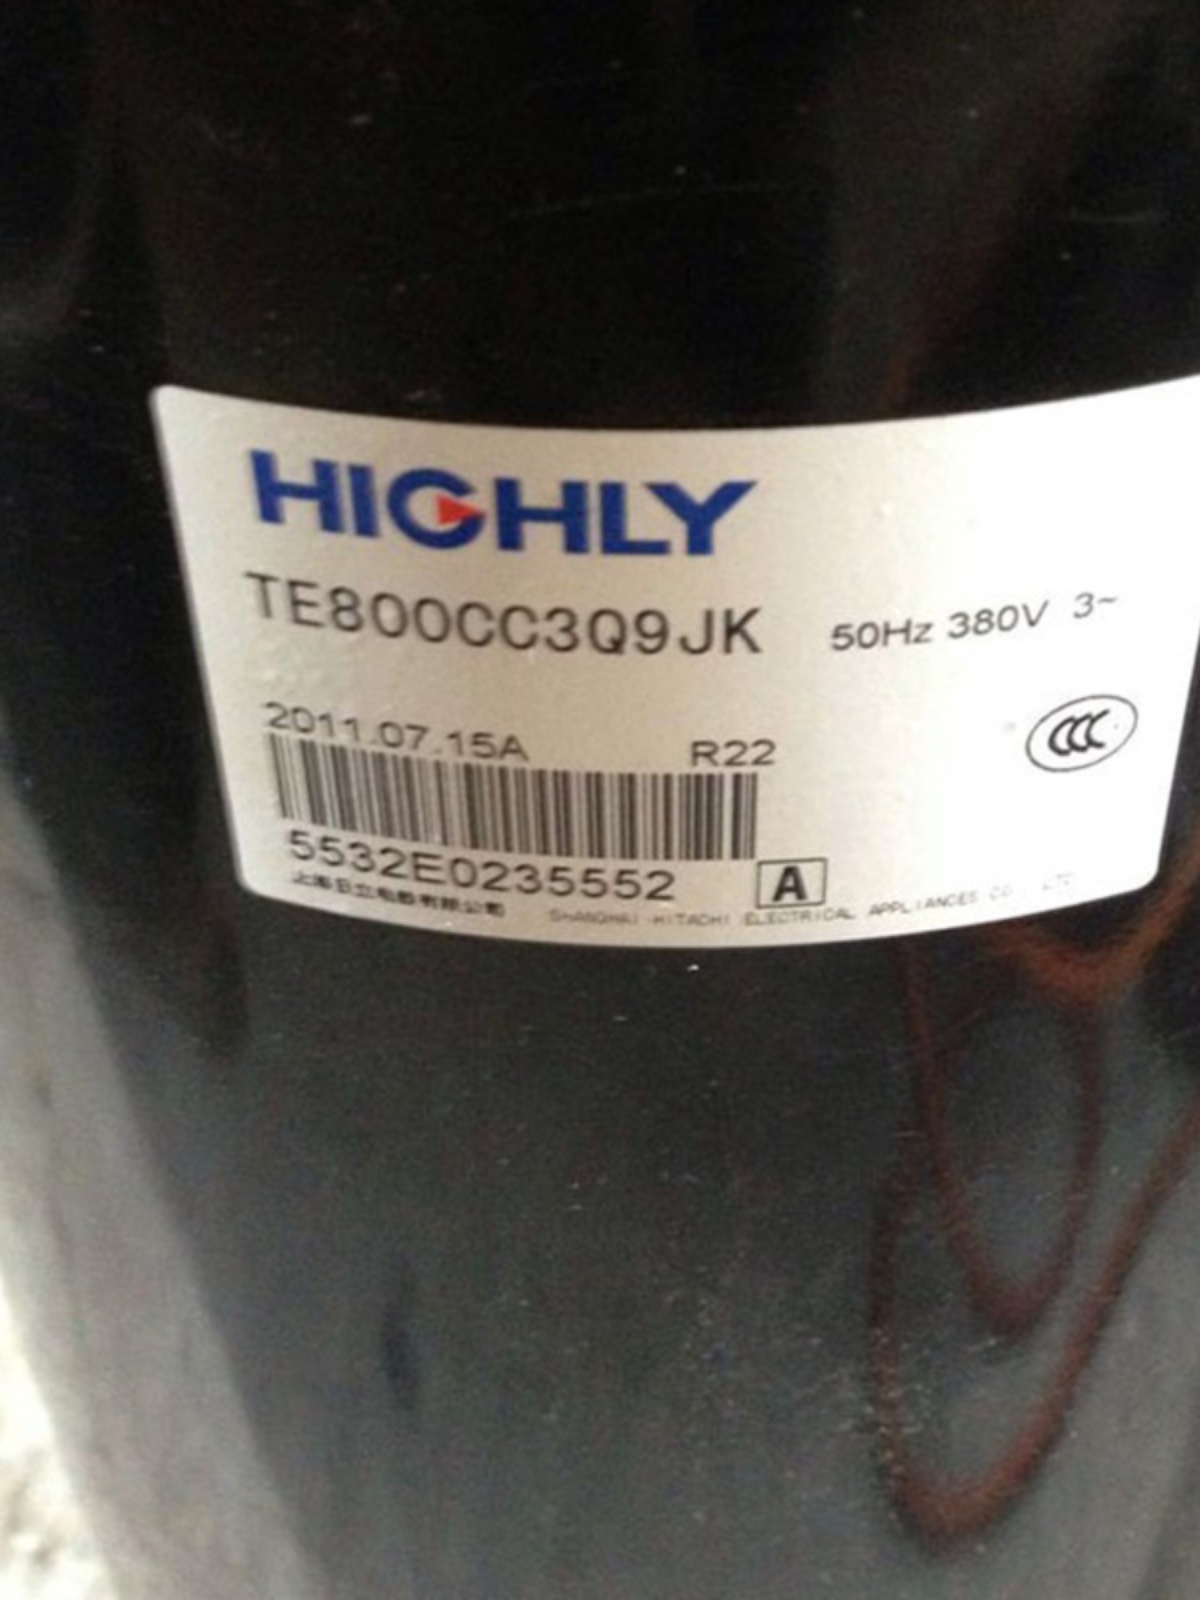 HIGHLY
TE800CC3Q9JK 50Hz 380V 3~
2011.07.15A R22
CCC
5532E0235552
A
上海日立电器有限公司 SHANGHAI HITACHI ELECTRICAL APPLIANCES CO., LTD